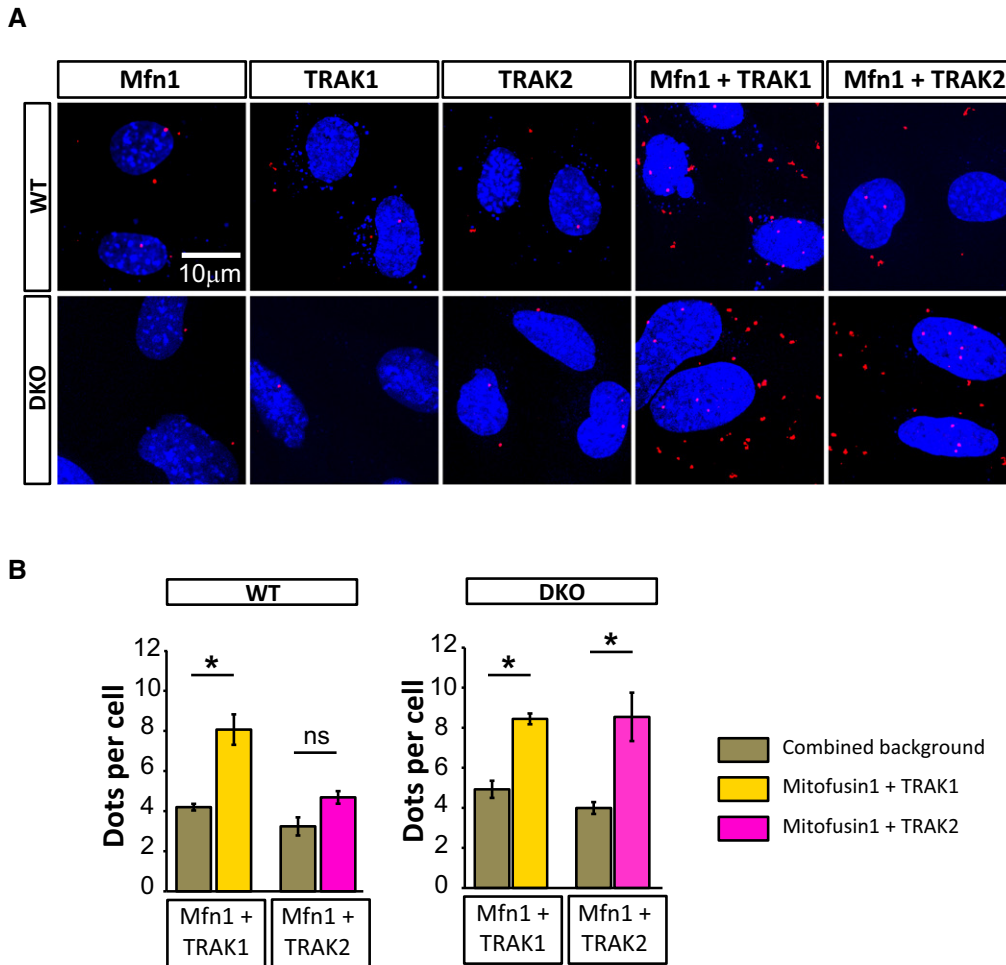 A
Mfn1
TRAK1
TRAK2
Mfn1 + TRAK1
Mfn1 + TRAK2
WT
10μm
DKO
B
WT
DKO
Dots per cell
12
10
8
6
4
2
0
*
ns
Mfn1 +
TRAK1
Mfn1 +
TRAK2
Dots per cell
12
10
8
6
4
2
0
*
*
Mfn1 +
TRAK1
Mfn1 +
TRAK2
Combined background
Mitofusin1 + TRAK1
Mitofusin1 + TRAK2